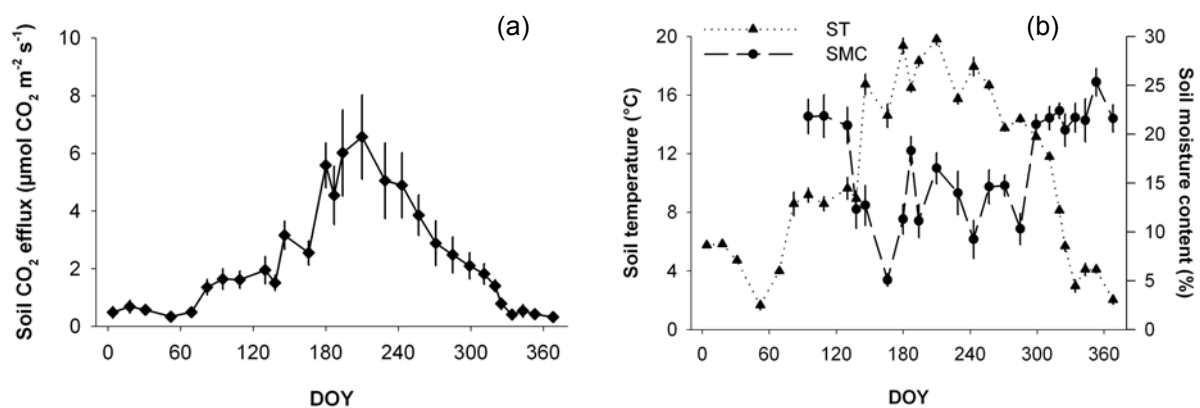 (a)
Soil CO2 efflux (µmol CO2 m-2 s-1)
10
8
6
4
2
0
0 60 120 180 240 300 360
DOY
(b)
ST
SMC
Soil temperature (°C)
20
16
12
8
4
0
Soil moisture content (%)
30
25
20
15
10
5
0
0 60 120 180 240 300 360
DOY